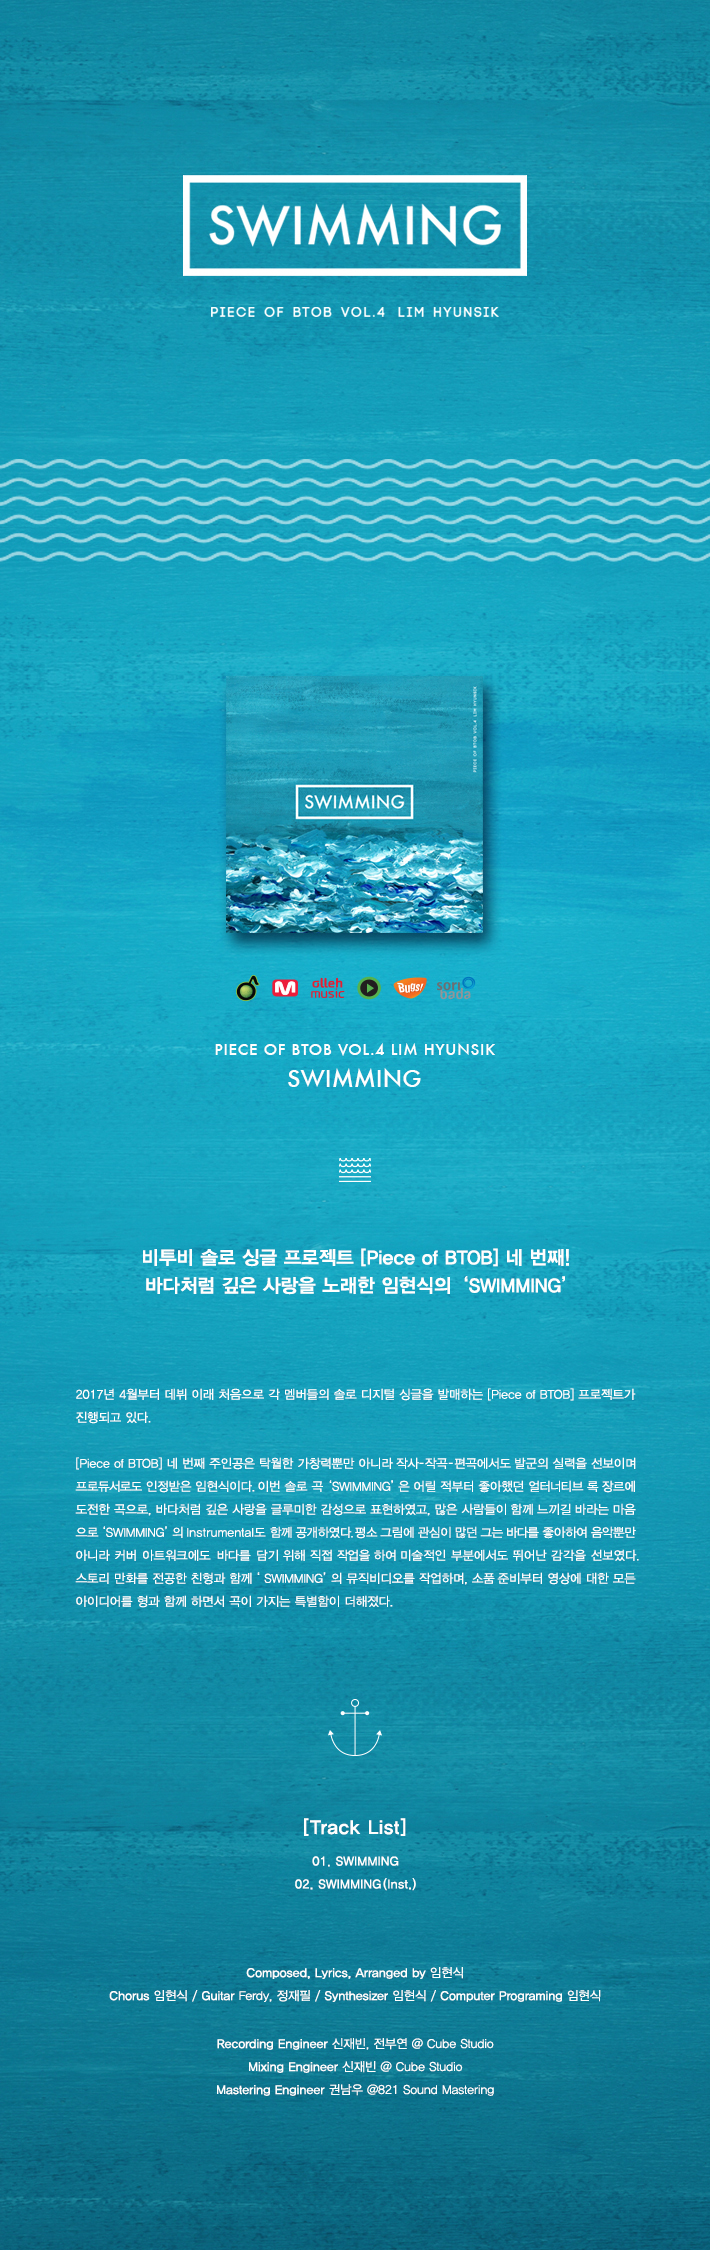 SWIMMING
PIECE OF BTOB VOL.4 LIM HYUNSIK
PIECE OF BTOB VOL.4 LIM HYUNSIK
SWIMMING
M
olleh
music
Bugs!
sori
bada
PIECE OF BTOB VOL.4 LIM HYUNSIK
SWIMMING
비투비 솔로 싱글 프로젝트 [Piece of BTOB] 네 번째!
바다처럼 깊은 사랑을 노래한 임현식의 ‘SWIMMING’
2017년 4월부터 데뷔 이래 처음으로 각 멤버들의 솔로 디지털 싱글을 발매하는 [Piece of BTOB] 프로젝트가
진행되고 있다.
[Piece of BTOB] 네 번째 주인공은 탁월한 가창력뿐만 아니라 작사-작곡-편곡에서도 발군의 실력을 선보이며
프로듀서로도 인정받은 임현식이다. 이번 솔로 곡 ‘SWIMMING’ 은 어릴 적부터 좋아했던 얼터너티브 록 장르에
도전한 곡으로, 바다처럼 깊은 사랑을 글루미한 감성으로 표현하였고, 많은 사람들이 함께 느끼길 바라는 마음
으로 ‘SWIMMING’ 의 Instrumental도 함께 공개하였다. 평소 그림에 관심이 많던 그는 바다를 좋아하여 음악뿐만
아니라 커버 아트워크에도 바다를 담기 위해 직접 작업을 하여 미술적인 부분에서도 뛰어난 감각을 선보였다.
스토리 만화를 전공한 친형과 함께 ‘ SWIMMING’ 의 뮤직비디오를 작업하며, 소품 준비부터 영상에 대한 모든
아이디어를 형과 함께 하면서 곡이 가지는 특별함이 더해졌다.
[Track List]
01. SWIMMING
02. SWIMMING(Inst.)
Composed, Lyrics, Arranged by 임현식
Chorus 임현식 / Guitar Ferdy, 정재필 / Synthesizer 임현식 / Computer Programing 임현식
Recording Engineer 신재빈, 전부연 @ Cube Studio
Mixing Engineer 신재빈 @ Cube Studio
Mastering Engineer 권남우 @821 Sound Mastering